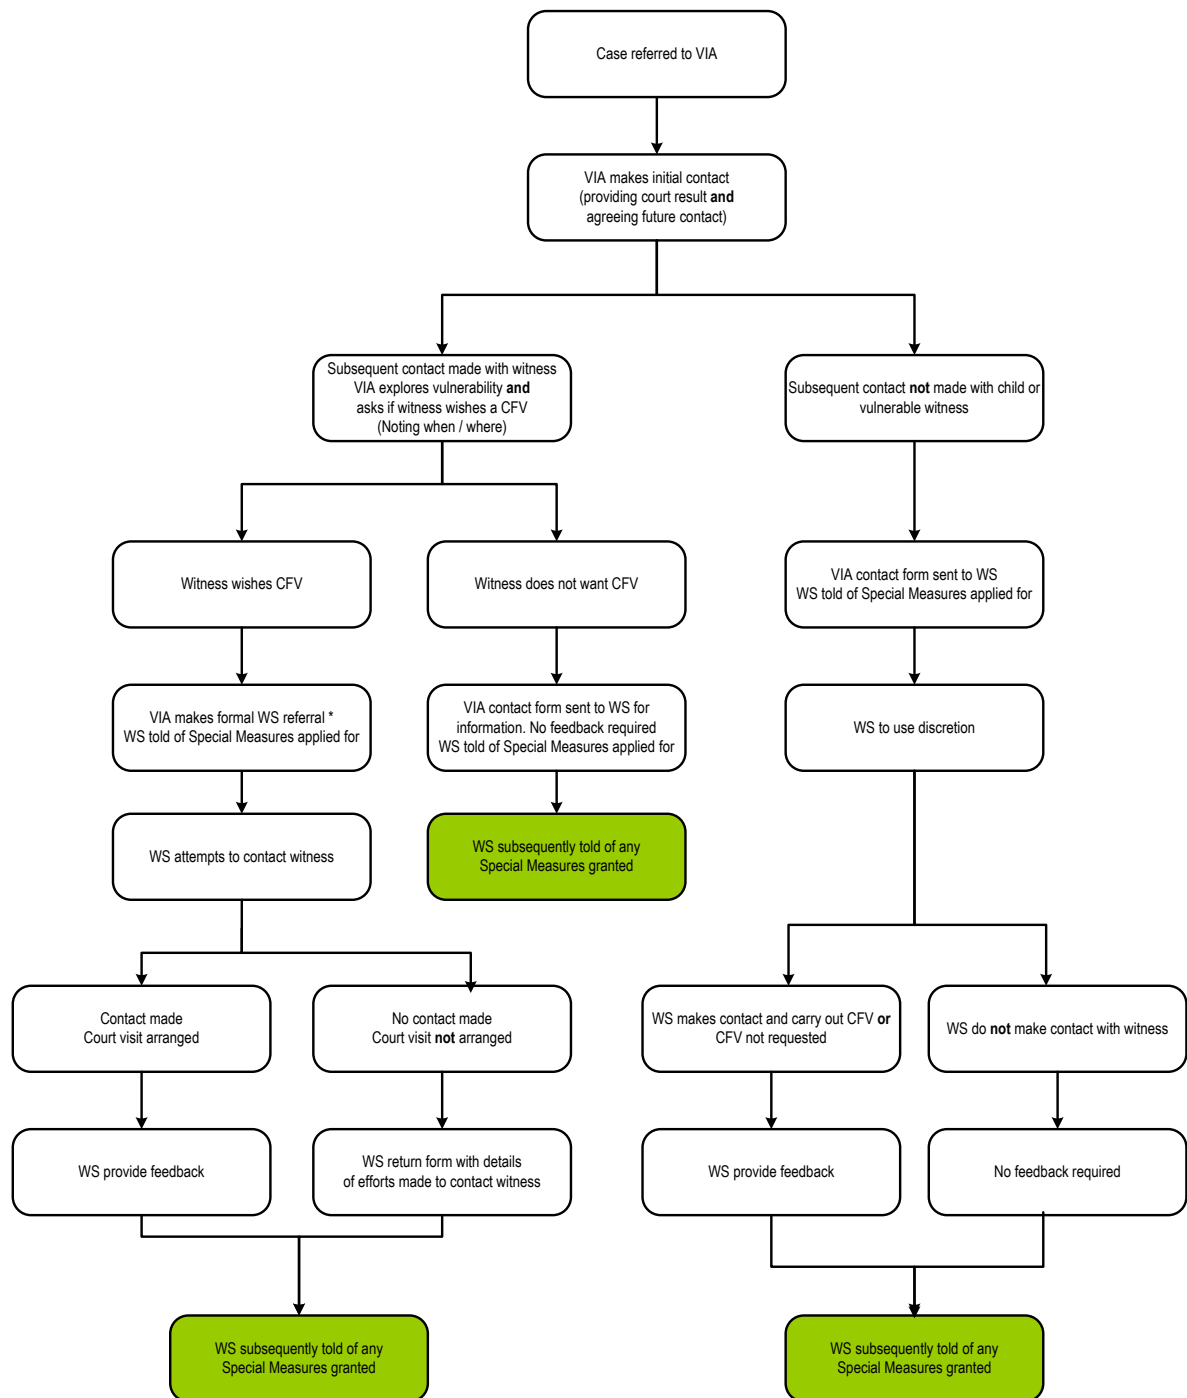 Case referred to VIA
VIA makes initial contact
(providing court result and
agreeing future contact)
Subsequent contact made with witness
VIA explores vulnerability and
asks if witness wishes a CFV
(Noting when / where)
Subsequent contact not made with child or
vulnerable witness
Witness wishes CFV
Witness does not want CFV
VIA contact form sent to WS
WS told of Special Measures applied for
VIA makes formal WS referral *
WS told of Special Measures applied for
VIA contact form sent to WS for
information. No feedback required
WS told of Special Measures applied for
WS to use discretion
WS attempts to contact witness
WS subsequently told of any
Special Measures granted
Contact made
Court visit arranged
No contact made
Court visit not arranged
WS makes contact and carry out CFV or
CFV not requested
WS do not make contact with witness
WS provide feedback
WS return form with details
of efforts made to contact witness
WS provide feedback
No feedback required
WS subsequently told of any
Special Measures granted
WS subsequently told of any
Special Measures granted